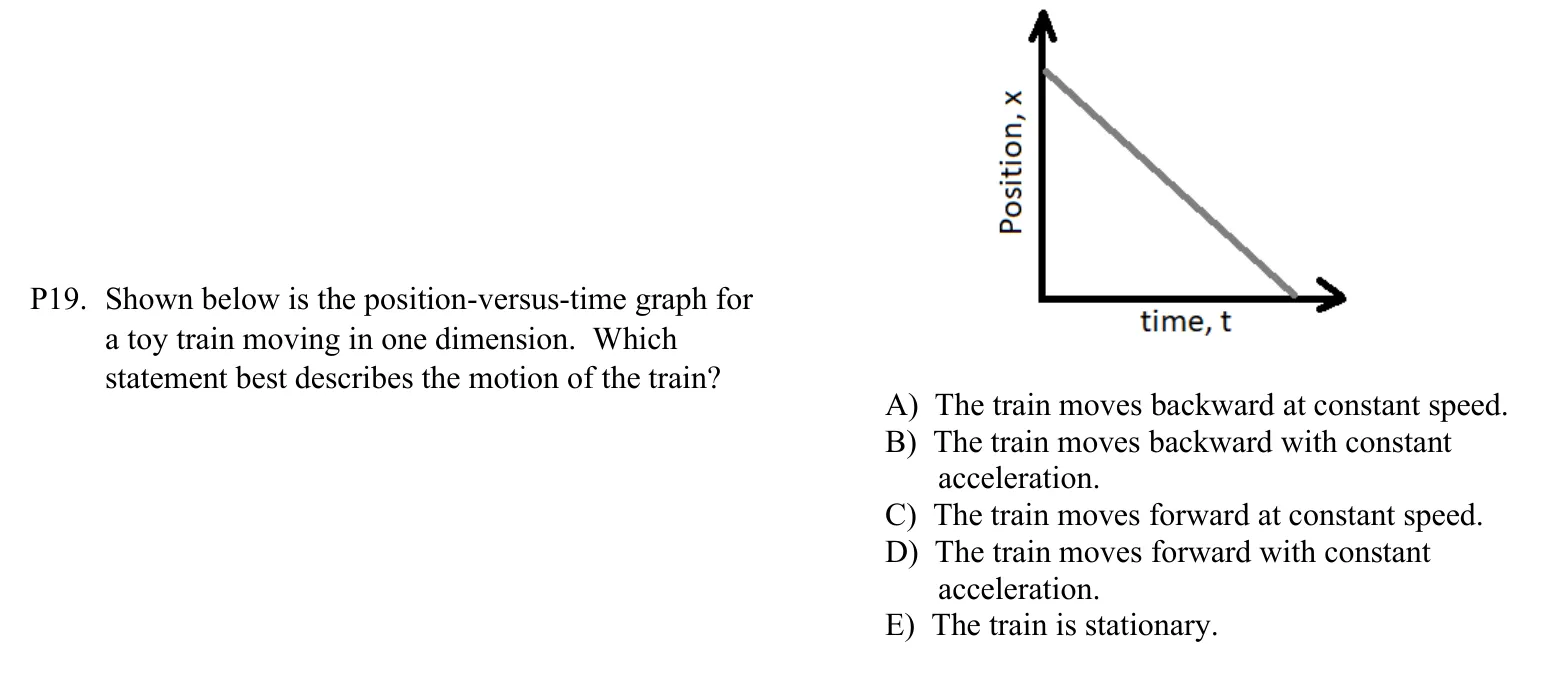 P19. Shown below is the position-versus-time graph for
a toy train moving in one dimension. Which
statement best describes the motion of the train?
Position, x
time, t
A) The train moves backward at constant speed.
B) The train moves backward with constant
acceleration.
C) The train moves forward at constant speed.
D) The train moves forward with constant
acceleration.
E) The train is stationary.